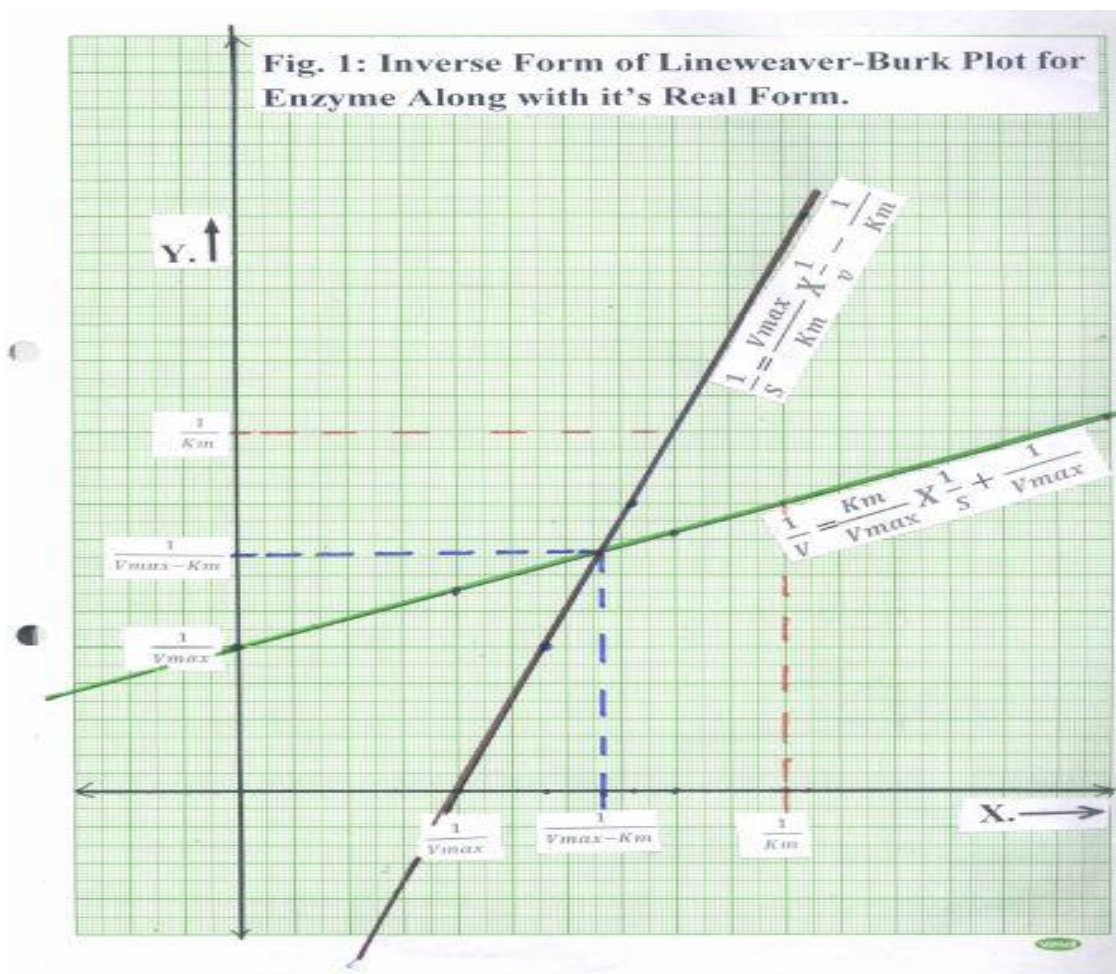 Fig. 1: Inverse Form of Lineweaver-Burk Plot for
Enzyme Along with it's Real Form.
Y.
1/S = Vmax/Km X 1/v − 1/Km
1/Km
1/V = Km/Vmax X 1/S + 1/Vmax
1/Vmax−Km
1/Vmax
X.
1/Vmax
1/Vmax−Km
1/Km